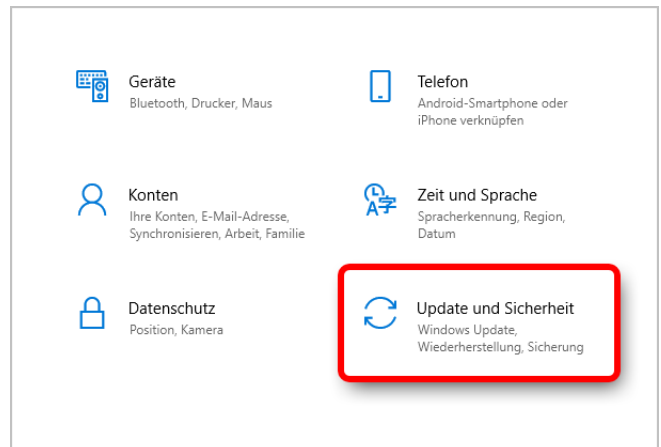 Geräte
Bluetooth, Drucker, Maus
Telefon
Android-Smartphone oder
iPhone verknüpfen
Konten
Ihre Konten, E-Mail-Adresse,
Synchronisieren, Arbeit, Familie
Zeit und Sprache
Spracherkennung, Region,
Datum
Datenschutz
Position, Kamera
Update und Sicherheit
Windows Update,
Wiederherstellung, Sicherung